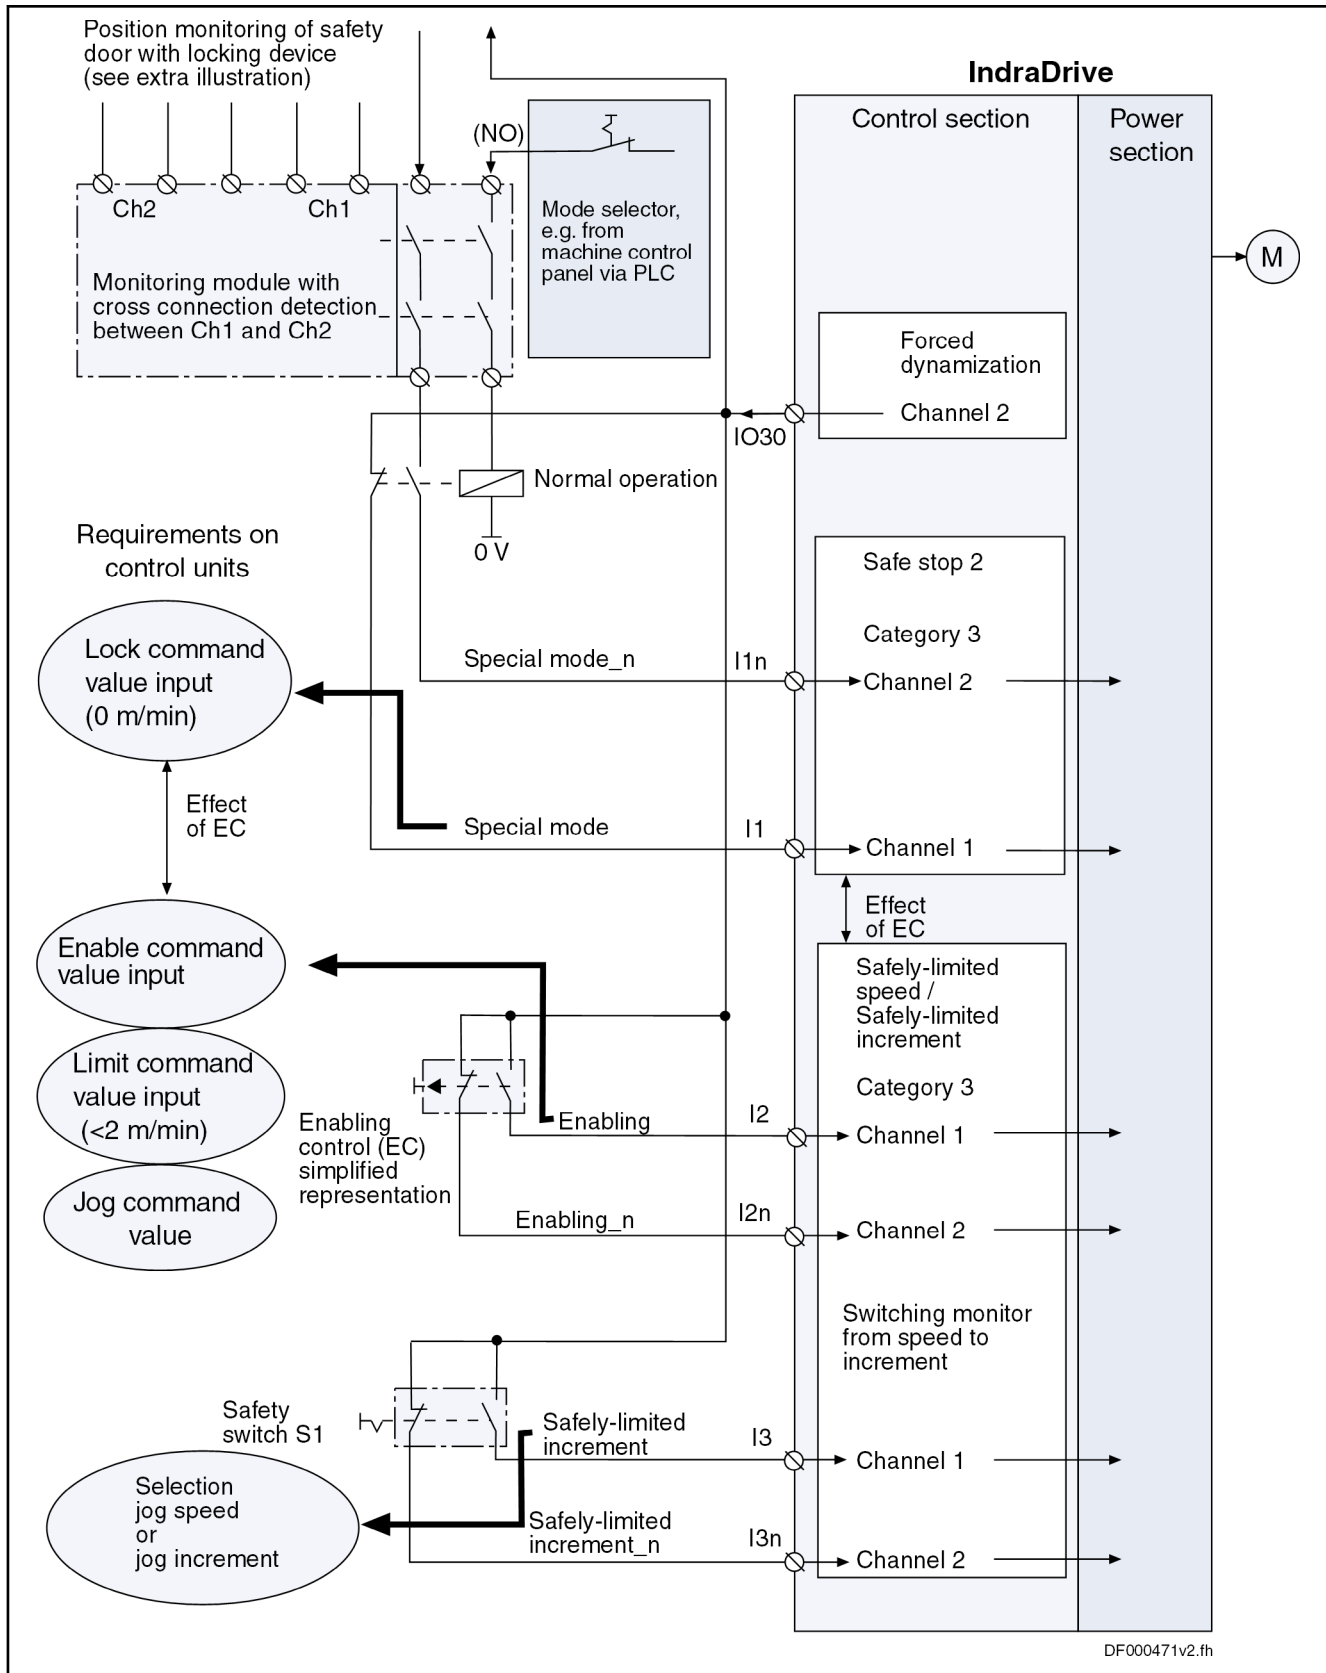 Position monitoring of safety
door with locking device
(see extra illustration)
IndraDrive
Control section
Power
section
(NO)
Ch2
Ch1
Mode selector,
e.g. from
machine control
panel via PLC
Monitoring module with
cross connection detection
between Ch1 and Ch2
M
Forced
dynamization
Channel 2
IO30
Normal operation
0 V
Requirements on
control units
Safe stop 2
Category 3
Lock command
value input
(0 m/min)
Special mode_n
I1n
Channel 2
Effect
of EC
Special mode
I1
Channel 1
Effect
of EC
Enable command
value input
Safely-limited
speed /
Safely-limited
increment
Category 3
Limit command
value input
(<2 m/min)
Enabling
control (EC)
simplified
representation
Enabling
I2
Channel 1
Jog command
value
Enabling_n
I2n
Channel 2
Switching monitor
from speed to
increment
Safety
switch S1
Safely-limited
increment
I3
Channel 1
Selection
jog speed
or
jog increment
Safely-limited
increment_n
I3n
Channel 2
DF000471v2.fh